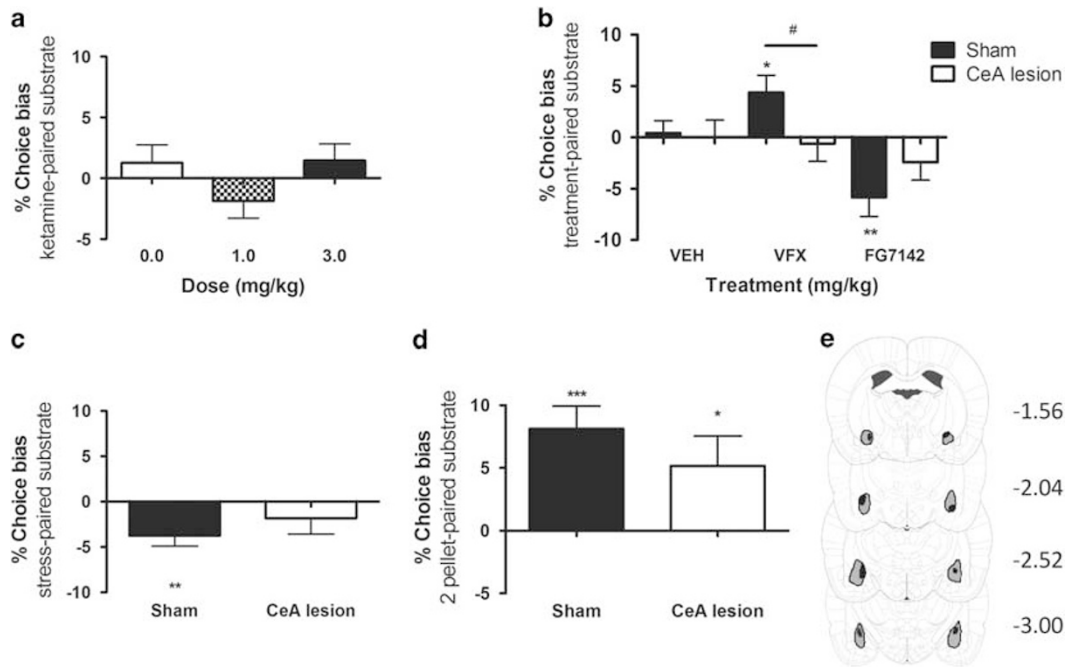 a
% Choice bias
ketamine-paired substrate
10
5
0
-5
0.0 1.0 3.0
Dose (mg/kg)
b
% Choice bias
treatment-paired substrate
10
5
0
-5
-10
#
*
**
VEH VFX FG7142
Treatment (mg/kg)
Sham
CeA lesion
c
% Choice bias
stress-paired substrate
10
5
0
-5
-10
**
Sham CeA lesion
d
% Choice bias
2 pellet-paired substrate
10
5
0
-5
***
*
Sham CeA lesion
e
-1.56
-2.04
-2.52
-3.00